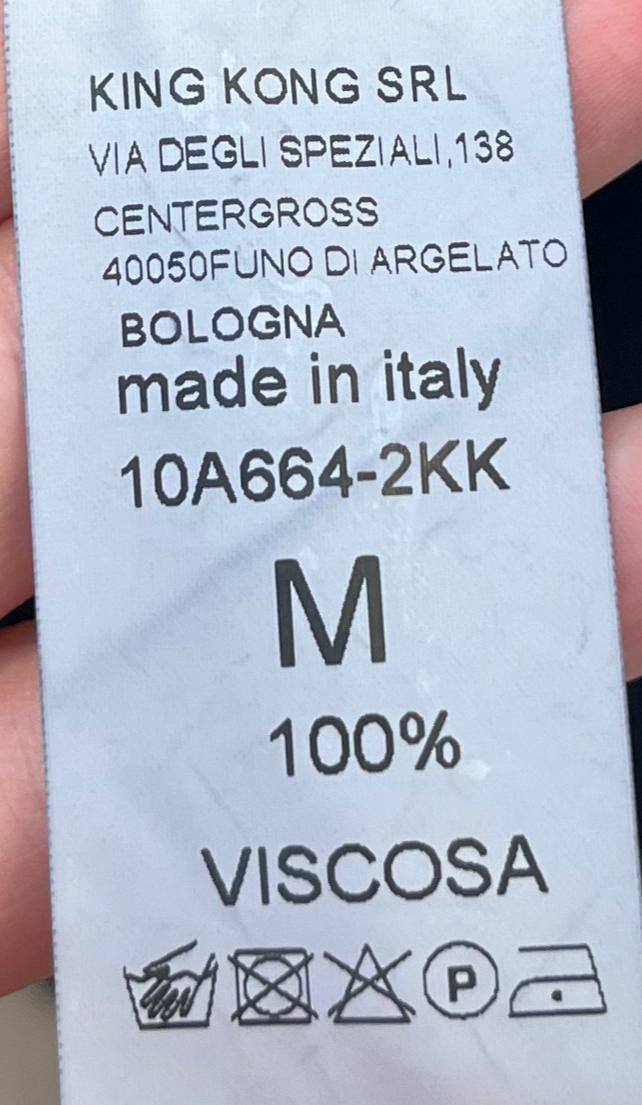 KING KONG SRL
VIA DEGLI SPEZIALI,138
CENTERGROSS
40050FUNO DI ARGELATO
BOLOGNA
made in italy
10A664-2KK
M
100%
VISCOSA
P